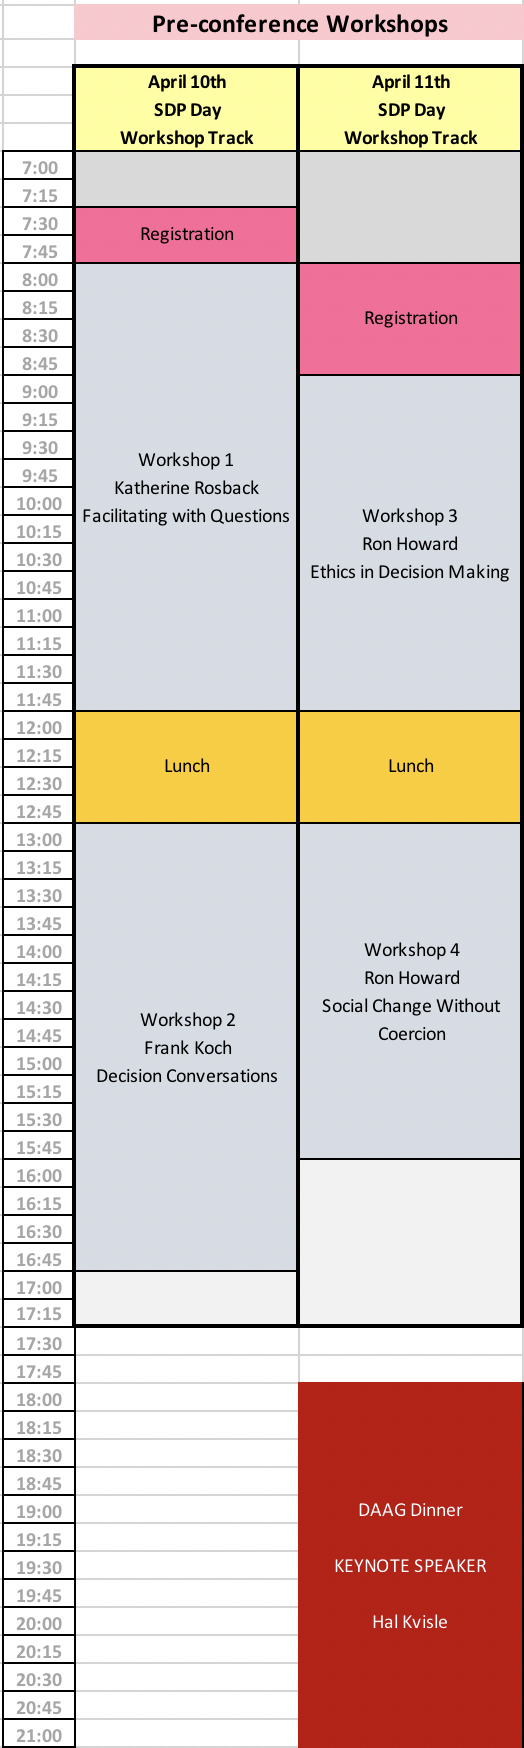 Pre-conference Workshops
April 10th
SDP Day
Workshop Track
April 11th
SDP Day
Workshop Track
7:00
7:15
7:30
7:45
Registration
8:00
8:15
8:30
8:45
Registration
9:00
9:15
9:30
9:45
10:00
10:15
10:30
10:45
11:00
11:15
11:30
11:45
Workshop 1
Katherine Rosback
Facilitating with Questions
Workshop 3
Ron Howard
Ethics in Decision Making
12:00
12:15
12:30
12:45
Lunch
Lunch
13:00
13:15
13:30
13:45
14:00
14:15
14:30
14:45
15:00
15:15
15:30
15:45
16:00
16:15
16:30
16:45
Workshop 2
Frank Koch
Decision Conversations
Workshop 4
Ron Howard
Social Change Without
Coercion
17:00
17:15
17:30
17:45
18:00
18:15
18:30
18:45
19:00
19:15
19:30
19:45
20:00
20:15
20:30
20:45
21:00
DAAG Dinner
KEYNOTE SPEAKER
Hal Kvisle